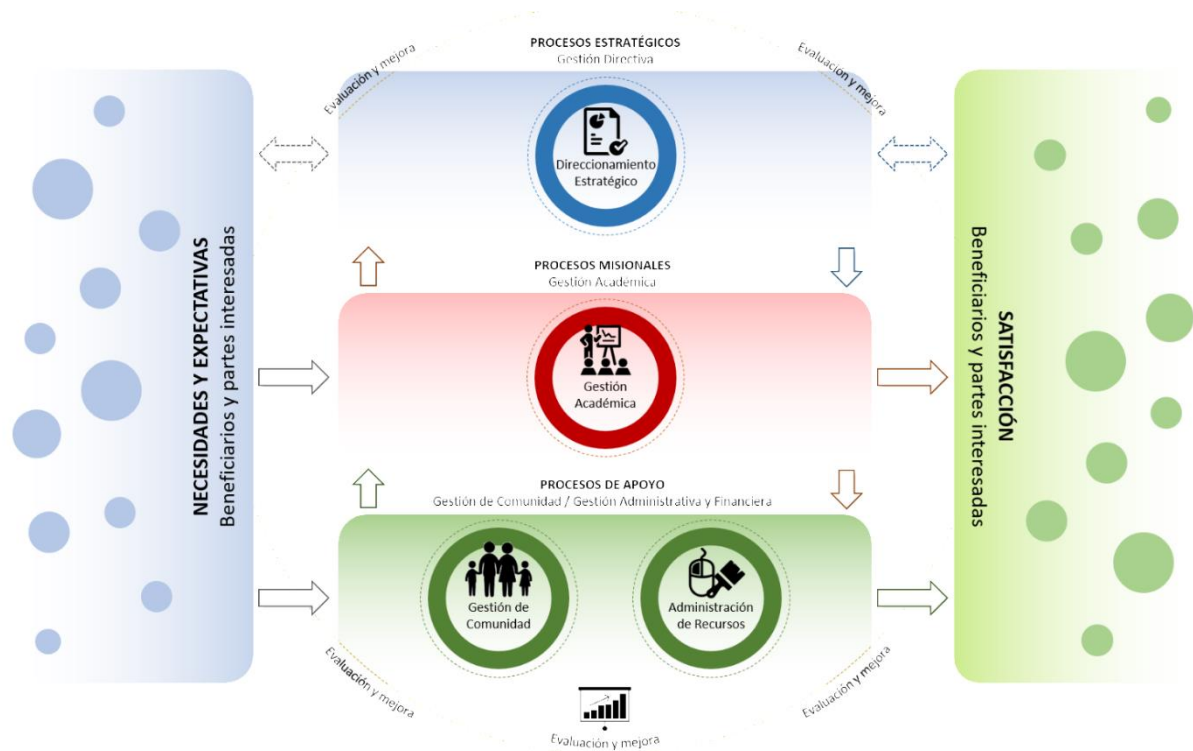 PROCESOS ESTRATÉGICOS
Gestión Directiva
Evaluación y mejora
Evaluación y mejora
Direccionamiento
Estratégico
NECESIDADES Y EXPECTATIVAS
Beneficiarios y partes interesadas
PROCESOS MISIONALES
Gestión Académica
Gestión
Académica
SATISFACCIÓN
Beneficiarios y partes interesadas
PROCESOS DE APOYO
Gestión de Comunidad / Gestión Administrativa y Financiera
Gestión de
Comunidad
Administración
de Recursos
Evaluación y mejora
Evaluación y mejora
Evaluación y mejora